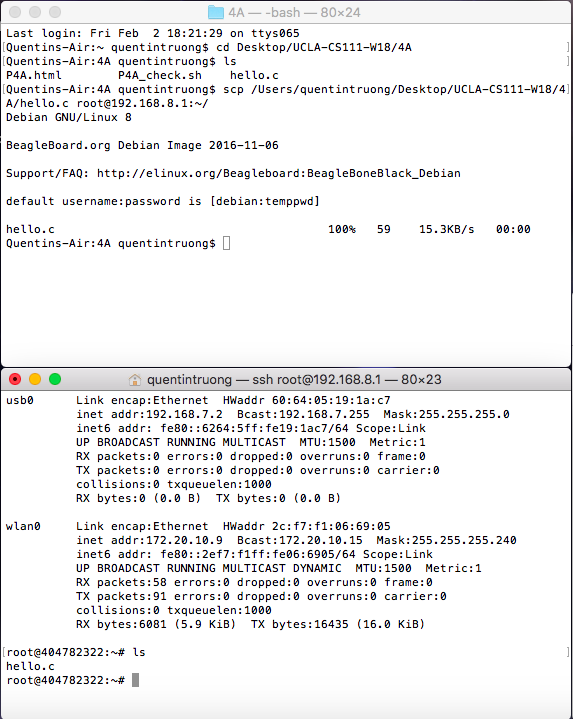 4A — -bash — 80×24
Last login: Fri Feb  2 18:21:29 on ttys065
[Quentins-Air:~ quentintruong$ cd Desktop/UCLA-CS111-W18/4A ]
[Quentins-Air:4A quentintruong$ ls ]
P4A.html        P4A_check.sh    hello.c
[Quentins-Air:4A quentintruong$ scp /Users/quentintruong/Desktop/UCLA-CS111-W18/4]
A/hello.c root@192.168.8.1:~/
Debian GNU/Linux 8
BeagleBoard.org Debian Image 2016-11-06
Support/FAQ: http://elinux.org/Beagleboard:BeagleBoneBlack_Debian
default username:password is [debian:temppwd]
hello.c                                       100%   59    15.3KB/s   00:00
Quentins-Air:4A quentintruong$
quentintruong — ssh root@192.168.8.1 — 80×23
usb0      Link encap:Ethernet  HWaddr 60:64:05:19:1a:c7
          inet addr:192.168.7.2  Bcast:192.168.7.255  Mask:255.255.255.0
          inet6 addr: fe80::6264:5ff:fe19:1ac7/64 Scope:Link
          UP BROADCAST RUNNING MULTICAST  MTU:1500  Metric:1
          RX packets:0 errors:0 dropped:0 overruns:0 frame:0
          TX packets:0 errors:0 dropped:0 overruns:0 carrier:0
          collisions:0 txqueuelen:1000
          RX bytes:0 (0.0 B)  TX bytes:0 (0.0 B)
wlan0     Link encap:Ethernet  HWaddr 2c:f7:f1:06:69:05
          inet addr:172.20.10.9  Bcast:172.20.10.15  Mask:255.255.255.240
          inet6 addr: fe80::2ef7:f1ff:fe06:6905/64 Scope:Link
          UP BROADCAST RUNNING MULTICAST DYNAMIC  MTU:1500  Metric:1
          RX packets:58 errors:0 dropped:0 overruns:0 frame:0
          TX packets:91 errors:0 dropped:0 overruns:0 carrier:0
          collisions:0 txqueuelen:1000
          RX bytes:6081 (5.9 KiB)  TX bytes:16435 (16.0 KiB)
[root@404782322:~# ls ]
hello.c
root@404782322:~#